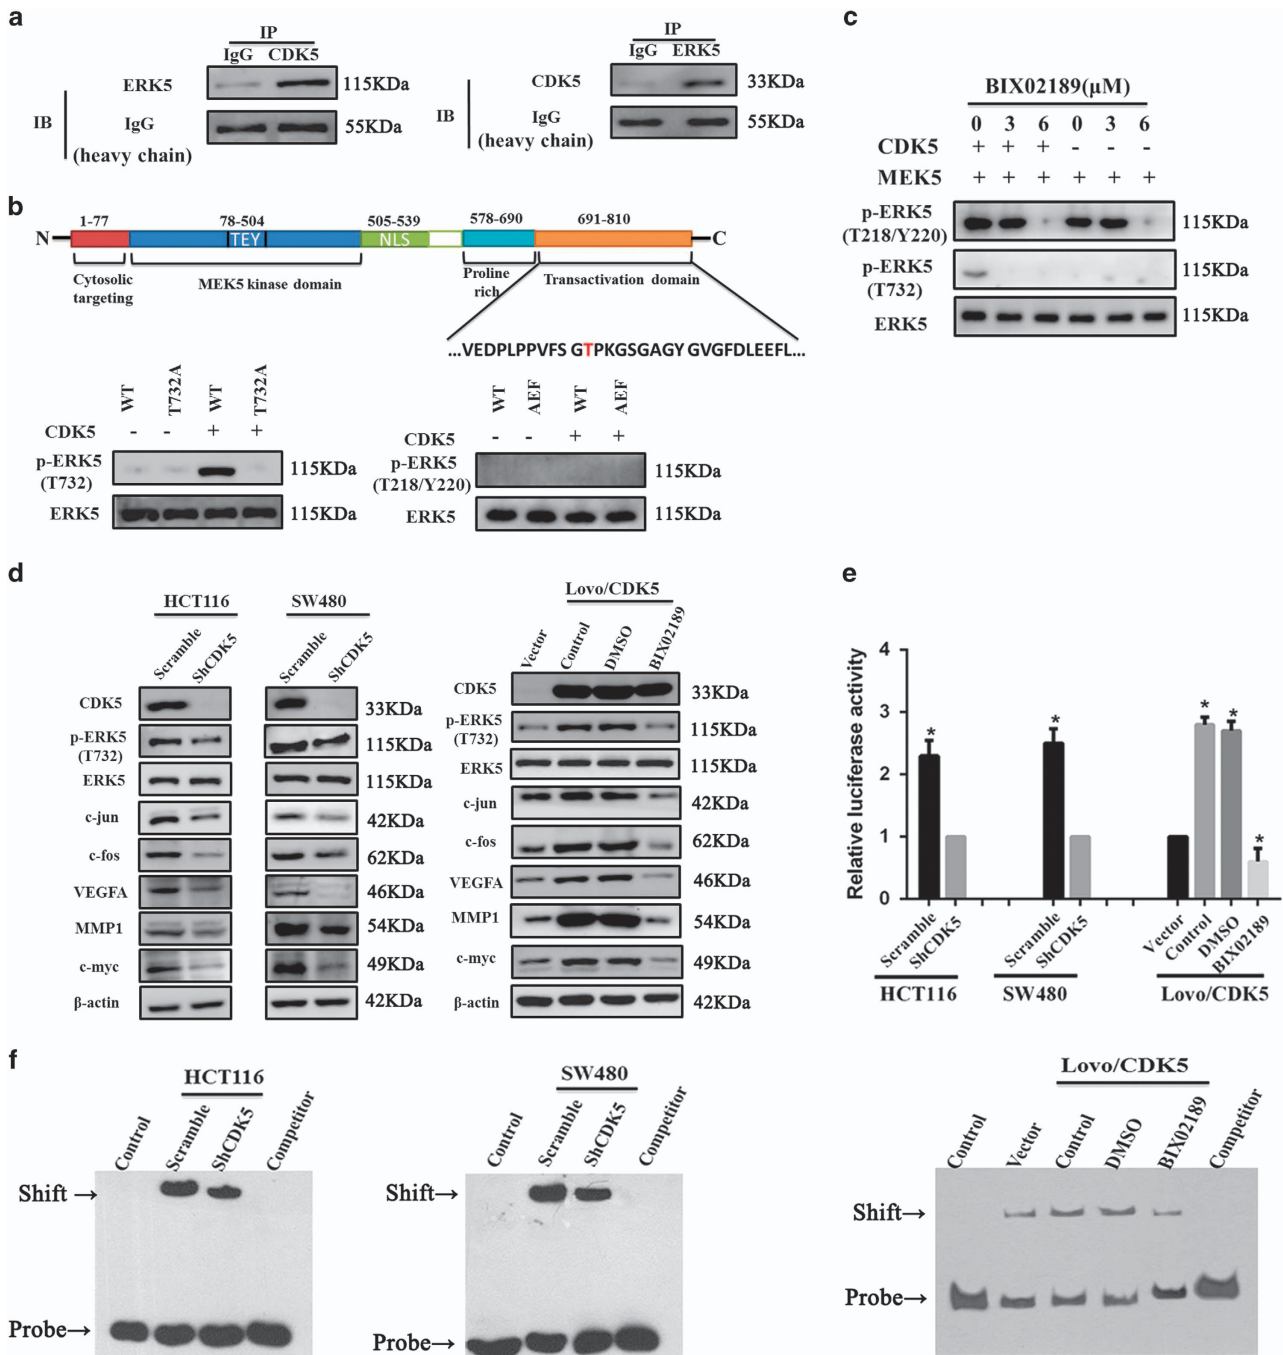 a
IP
IgG CDK5
ERK5
115KDa
IB
IgG
(heavy chain)
55KDa
IP
IgG ERK5
CDK5
33KDa
IB
IgG
(heavy chain)
55KDa
b
1-77
78-504
505-539
578-690
691-810
N
TEY
NLS
C
Cytosolic
targeting
MEK5 kinase domain
Proline
rich
Transactivation domain
...VEDPLPPVFS GTPKGSGAGY GVGFDLEEFL...
WT
T732A
WT
T732A
CDK5
- - + +
p-ERK5
(T732)
115KDa
ERK5
115KDa
WT
AEF
WT
AEF
CDK5
- - + +
p-ERK5
(T218/Y220)
115KDa
ERK5
115KDa
c
BIX02189(μM)
0 3 6 0 3 6
CDK5 + + + - - -
MEK5 + + + + + +
p-ERK5
(T218/Y220)
115KDa
p-ERK5
(T732)
115KDa
ERK5
115KDa
d
HCT116
SW480
Scramble
ShCDK5
Scramble
ShCDK5
CDK5
33KDa
p-ERK5
(T732)
115KDa
ERK5
115KDa
c-jun
42KDa
c-fos
62KDa
VEGFA
46KDa
MMP1
54KDa
c-myc
49KDa
β-actin
42KDa
Lovo/CDK5
Vector
Control
DMSO
BIX02189
CDK5
33KDa
p-ERK5
(T732)
115KDa
ERK5
115KDa
c-jun
42KDa
c-fos
62KDa
VEGFA
46KDa
MMP1
54KDa
c-myc
49KDa
β-actin
42KDa
e
Relative luciferase activity
4
3
2
1
0
*
*
*
*
*
Scramble
ShCDK5
HCT116
Scramble
ShCDK5
SW480
Vector
Control
DMSO
BIX02189
Lovo/CDK5
f
HCT116
Control
Scramble
ShCDK5
Competitor
Shift→
Probe→
SW480
Control
Scramble
ShCDK5
Competitor
Shift→
Probe→
Lovo/CDK5
Control
Vector
Control
DMSO
BIX02189
Competitor
Shift→
Probe→